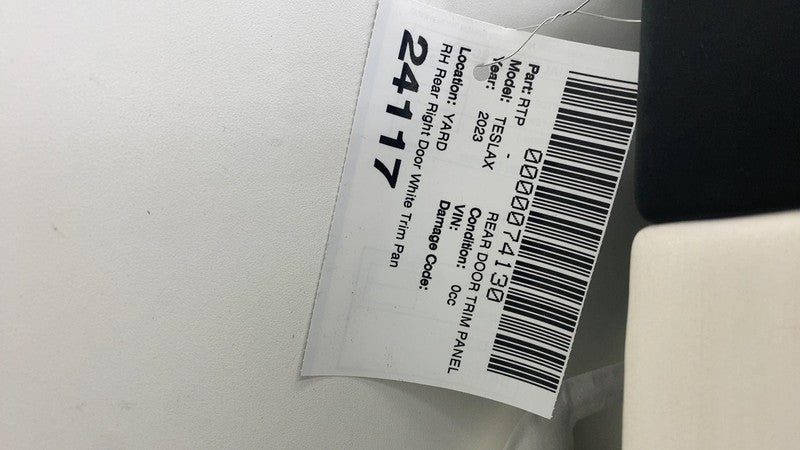 0000074130
Part: RTP - REAR DOOR TRIM PANEL
Model: TESLAX Condition: 0cc
Year: 2023 VIN:
Location: YARD Damage Code:
RH Rear Right Door White Trim Pan
24117